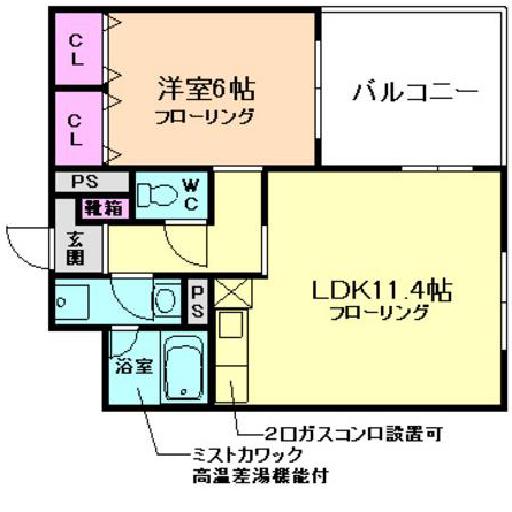 CL
洋室6帖
フローリング
バルコニー
CL
PS
WC
靴箱
玄関
LDK11.4帖
フローリング
PS
浴室
2口ガスコンロ設置可
ミストカワック
高温差湯機能付